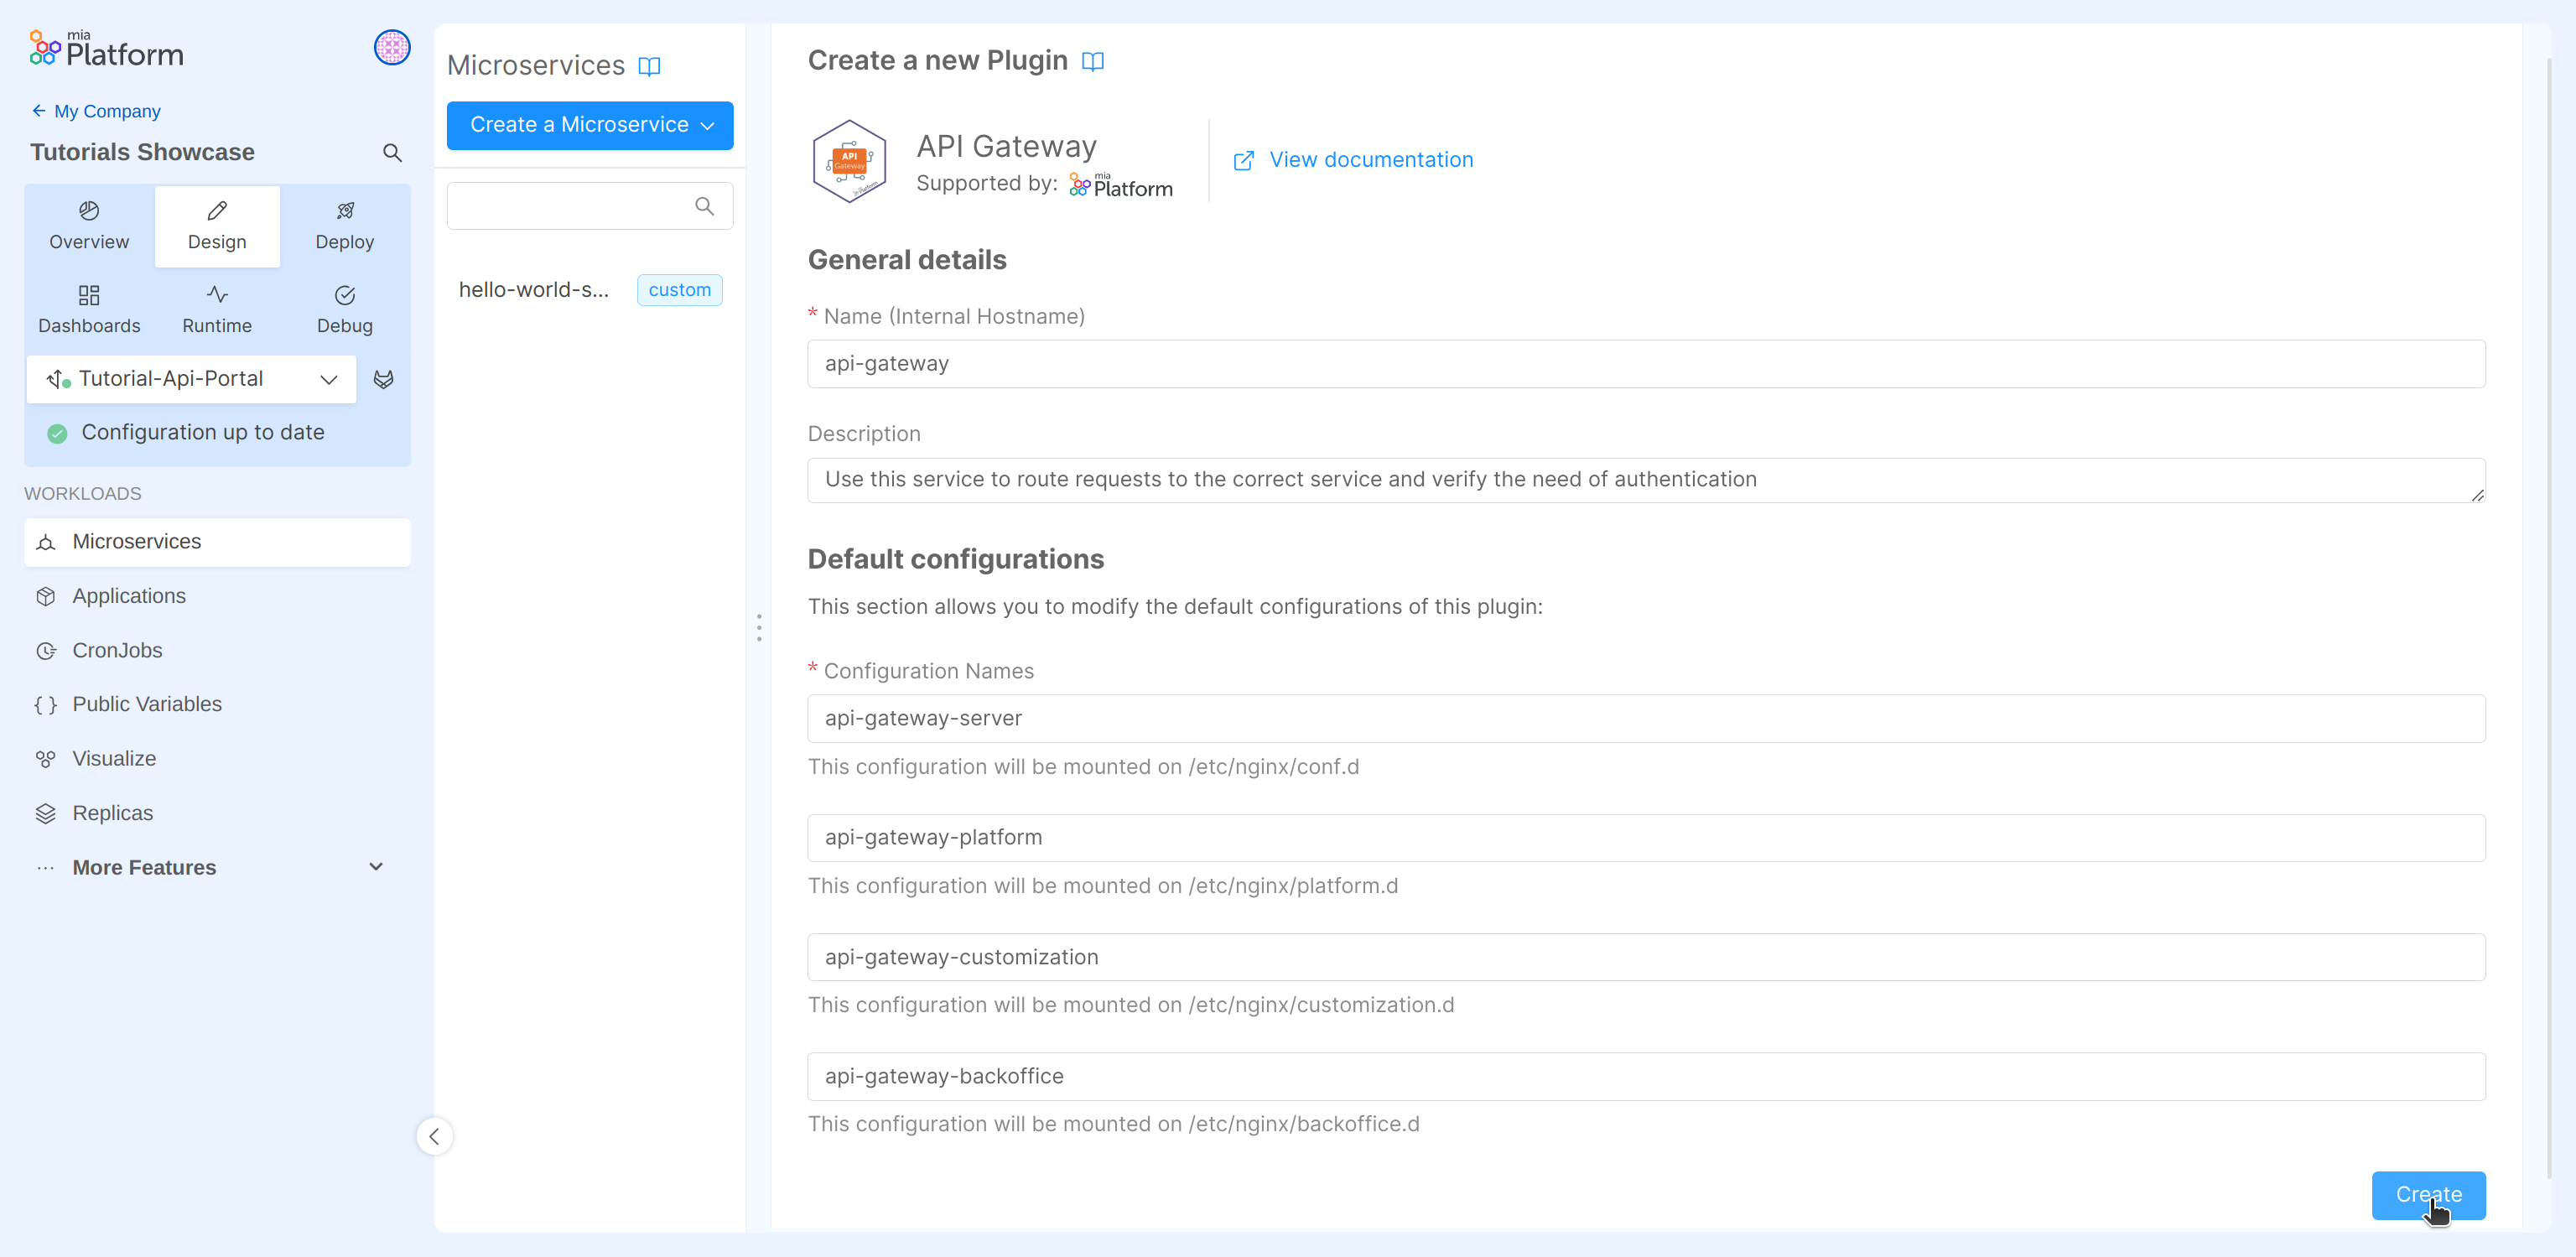 mia
Platform
My Company
Tutorials Showcase
Overview
Design
Deploy
Dashboards
Runtime
Debug
Tutorial-Api-Portal
Configuration up to date
WORKLOADS
Microservices
Applications
CronJobs
Public Variables
Visualize
Replicas
More Features
Microservices
Create a Microservice
hello-world-s...
custom
Create a new Plugin
API
Gateway
API Gateway
Supported by:
mia
Platform
View documentation
General details
* Name (Internal Hostname)
api-gateway
Description
Use this service to route requests to the correct service and verify the need of authentication
Default configurations
This section allows you to modify the default configurations of this plugin:
* Configuration Names
api-gateway-server
This configuration will be mounted on /etc/nginx/conf.d
api-gateway-platform
This configuration will be mounted on /etc/nginx/platform.d
api-gateway-customization
This configuration will be mounted on /etc/nginx/customization.d
api-gateway-backoffice
This configuration will be mounted on /etc/nginx/backoffice.d
Create